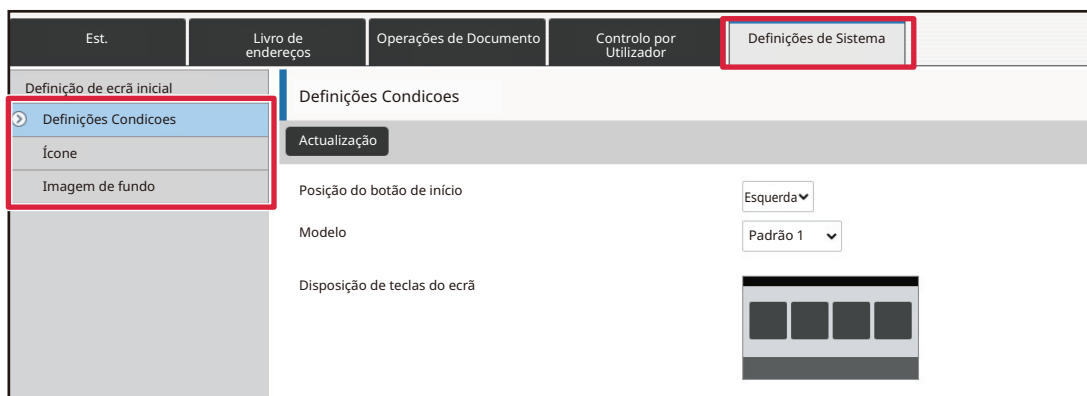 Est.
Livro de
endereços
Operações de Documento
Controlo por
Utilizador
Definições de Sistema
Definição de ecrã inicial
Definições Condicoes
Ícone
Imagem de fundo
Definições Condicoes
Actualização
Posição do botão de início
Esquerda
Modelo
Padrão 1
Disposição de teclas do ecrã